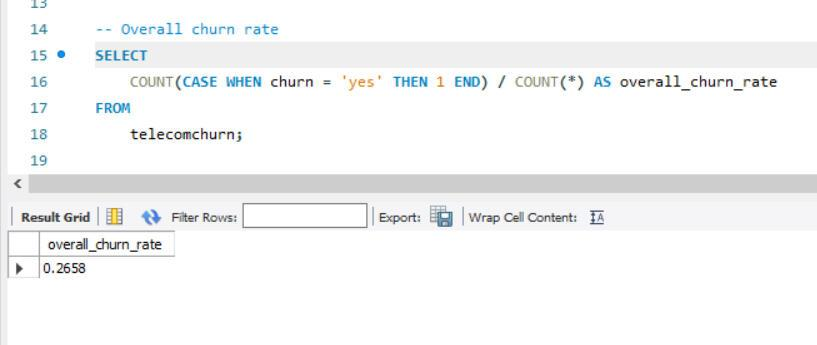 13
14 -- Overall churn rate
15 SELECT
16 COUNT(CASE WHEN churn = 'yes' THEN 1 END) / COUNT(*) AS overall_churn_rate
17 FROM
18 telecomchurn;
19
Result Grid Filter Rows: Export: Wrap Cell Content:
overall_churn_rate
0.2658